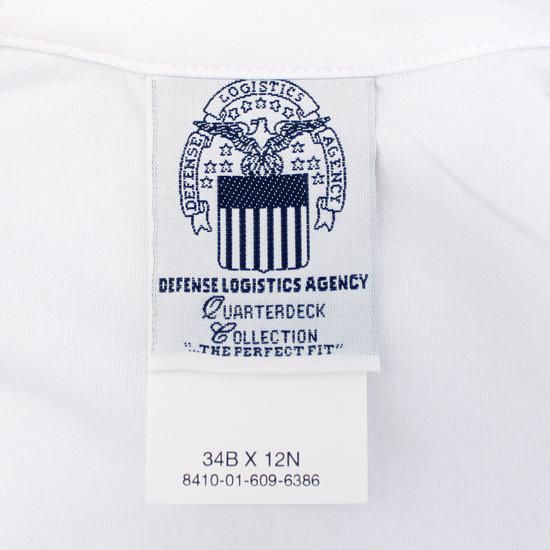 DEFENSE LOGISTICS AGENCY
DEFENSE LOGISTICS AGENCY
QUARTERDECK
COLLECTION
"...THE PERFECT FIT"
34B X 12N
8410-01-609-6386